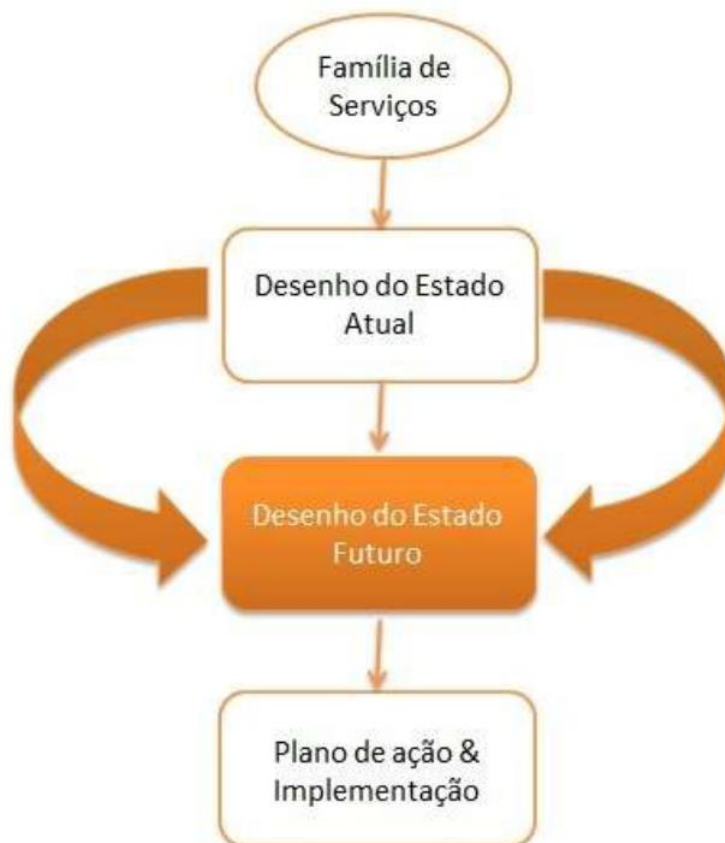 Família de
Serviços
Desenho do Estado
Atual
Desenho do Estado
Futuro
Plano de ação &
Implementação